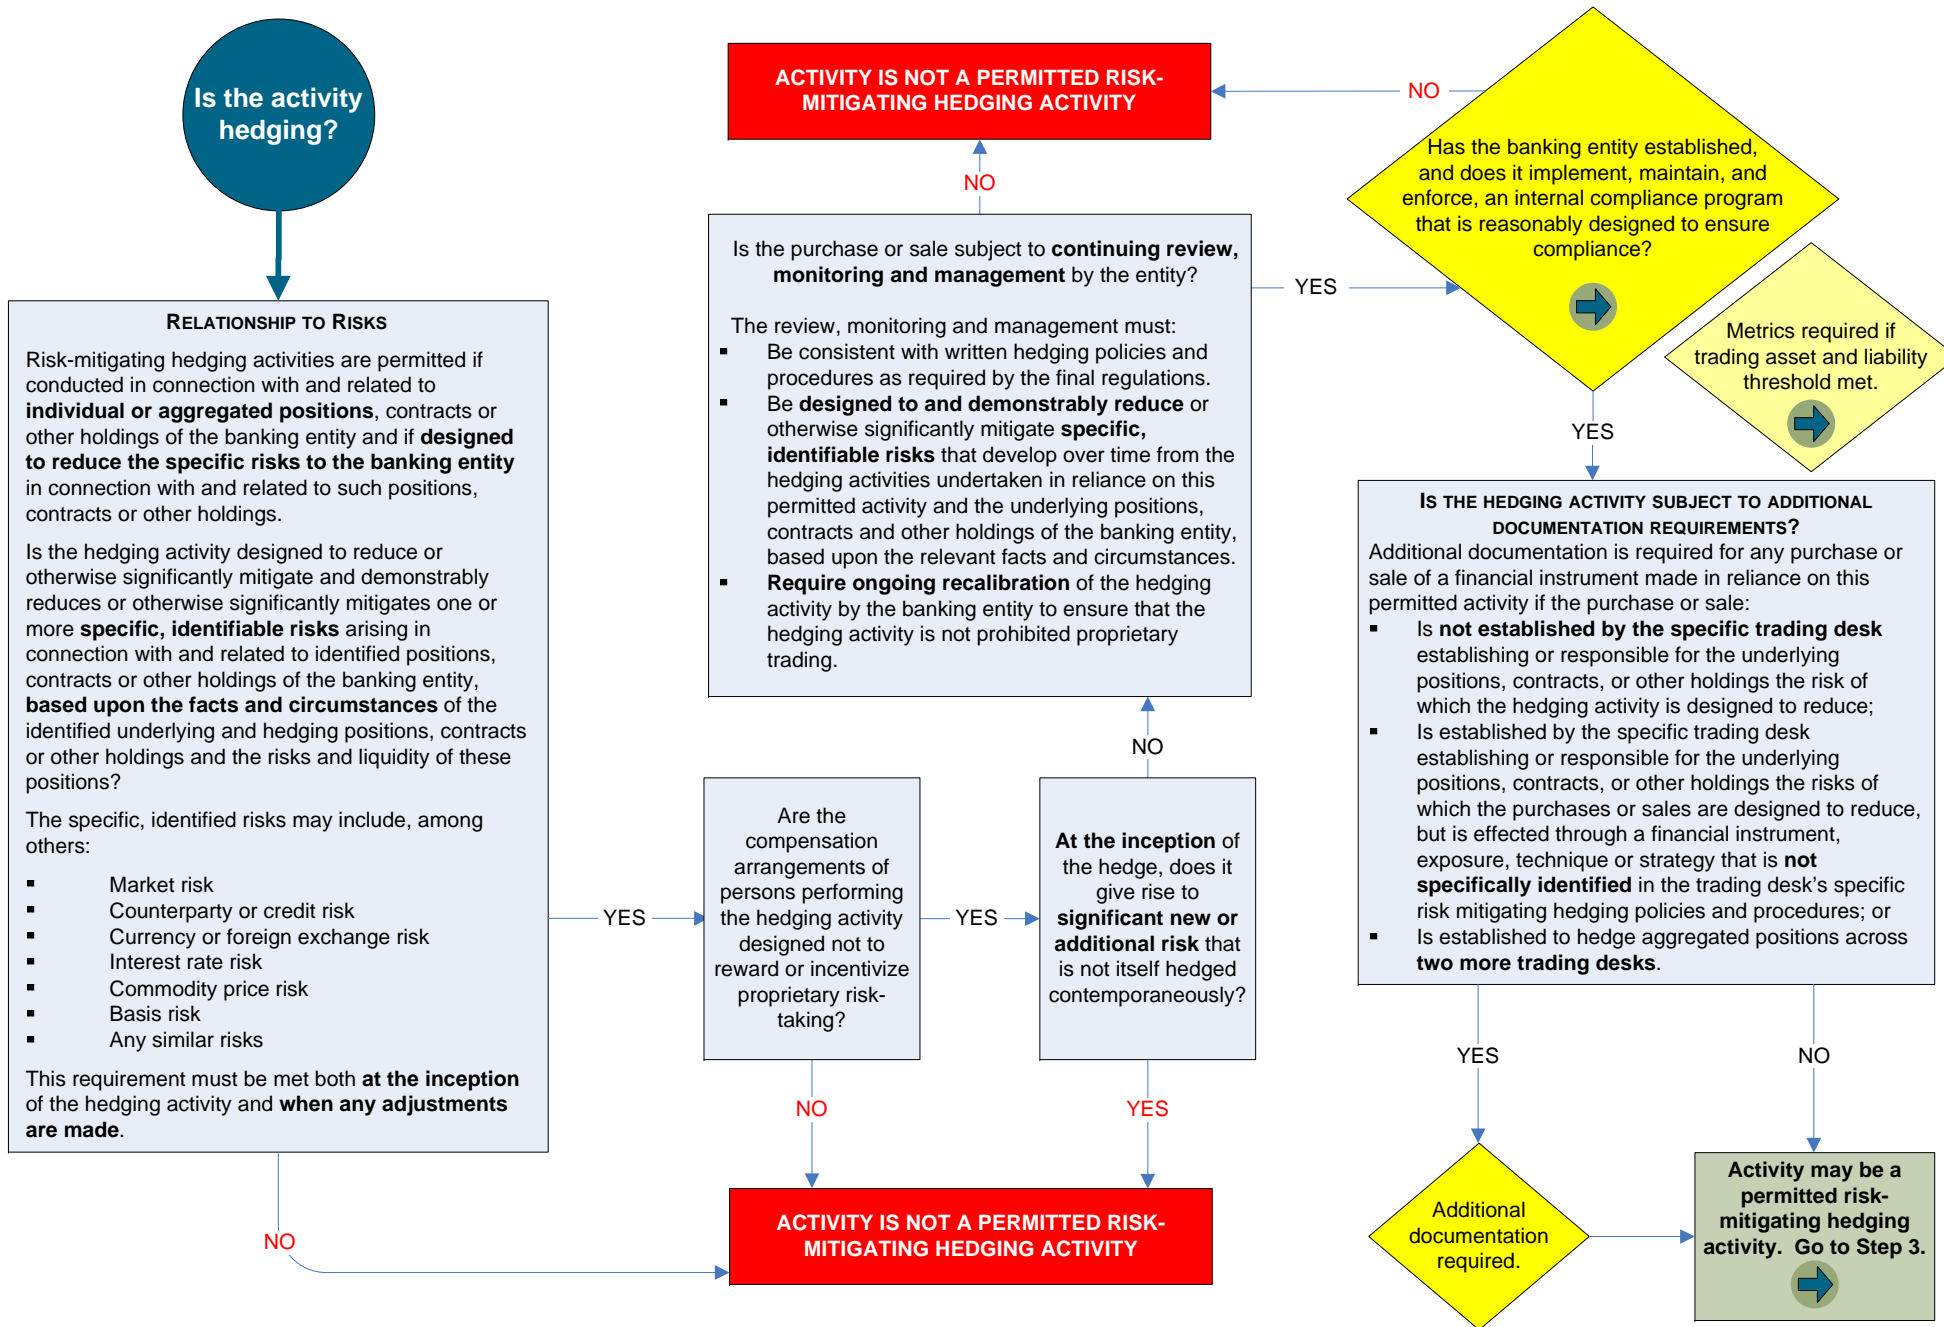 Is the activity
hedging?
RELATIONSHIP TO RISKS
Risk-mitigating hedging activities are permitted if
conducted in connection with and related to
individual or aggregated positions, contracts or
other holdings of the banking entity and if designed
to reduce the specific risks to the banking entity
in connection with and related to such positions,
contracts or other holdings.
Is the hedging activity designed to reduce or
otherwise significantly mitigate and demonstrably
reduces or otherwise significantly mitigates one or
more specific, identifiable risks arising in
connection with and related to identified positions,
contracts or other holdings of the banking entity,
based upon the facts and circumstances of the
identified underlying and hedging positions, contracts
or other holdings and the risks and liquidity of these
positions?
The specific, identified risks may include, among
others:
▪ Market risk
▪ Counterparty or credit risk
▪ Currency or foreign exchange risk
▪ Interest rate risk
▪ Commodity price risk
▪ Basis risk
▪ Any similar risks
This requirement must be met both at the inception
of the hedging activity and when any adjustments
are made.
NO
YES
Are the
compensation
arrangements of
persons performing
the hedging activity
designed not to
reward or incentivize
proprietary risk-
taking?
NO
YES
At the inception of
the hedge, does it
give rise to
significant new or
additional risk that
is not itself hedged
contemporaneously?
YES
ACTIVITY IS NOT A PERMITTED RISK-
MITIGATING HEDGING ACTIVITY
NO
Is the purchase or sale subject to continuing review,
monitoring and management by the entity?
The review, monitoring and management must:
▪ Be consistent with written hedging policies and
procedures as required by the final regulations.
▪ Be designed to and demonstrably reduce or
otherwise significantly mitigate specific,
identifiable risks that develop over time from the
hedging activities undertaken in reliance on this
permitted activity and the underlying positions,
contracts and other holdings of the banking entity,
based upon the relevant facts and circumstances.
▪ Require ongoing recalibration of the hedging
activity by the banking entity to ensure that the
hedging activity is not prohibited proprietary
trading.
NO
ACTIVITY IS NOT A PERMITTED RISK-
MITIGATING HEDGING ACTIVITY
YES
NO
Has the banking entity established,
and does it implement, maintain, and
enforce, an internal compliance program
that is reasonably designed to ensure
compliance?
Metrics required if
trading asset and liability
threshold met.
YES
IS THE HEDGING ACTIVITY SUBJECT TO ADDITIONAL
DOCUMENTATION REQUIREMENTS?
Additional documentation is required for any purchase or
sale of a financial instrument made in reliance on this
permitted activity if the purchase or sale:
▪ Is not established by the specific trading desk
establishing or responsible for the underlying
positions, contracts, or other holdings the risk of
which the hedging activity is designed to reduce;
▪ Is established by the specific trading desk
establishing or responsible for the underlying
positions, contracts, or other holdings the risks of
which the purchases or sales are designed to reduce,
but is effected through a financial instrument,
exposure, technique or strategy that is not
specifically identified in the trading desk’s specific
risk mitigating hedging policies and procedures; or
▪ Is established to hedge aggregated positions across
two more trading desks.
YES
NO
Additional
documentation
required.
Activity may be a
permitted risk-
mitigating hedging
activity. Go to Step 3.